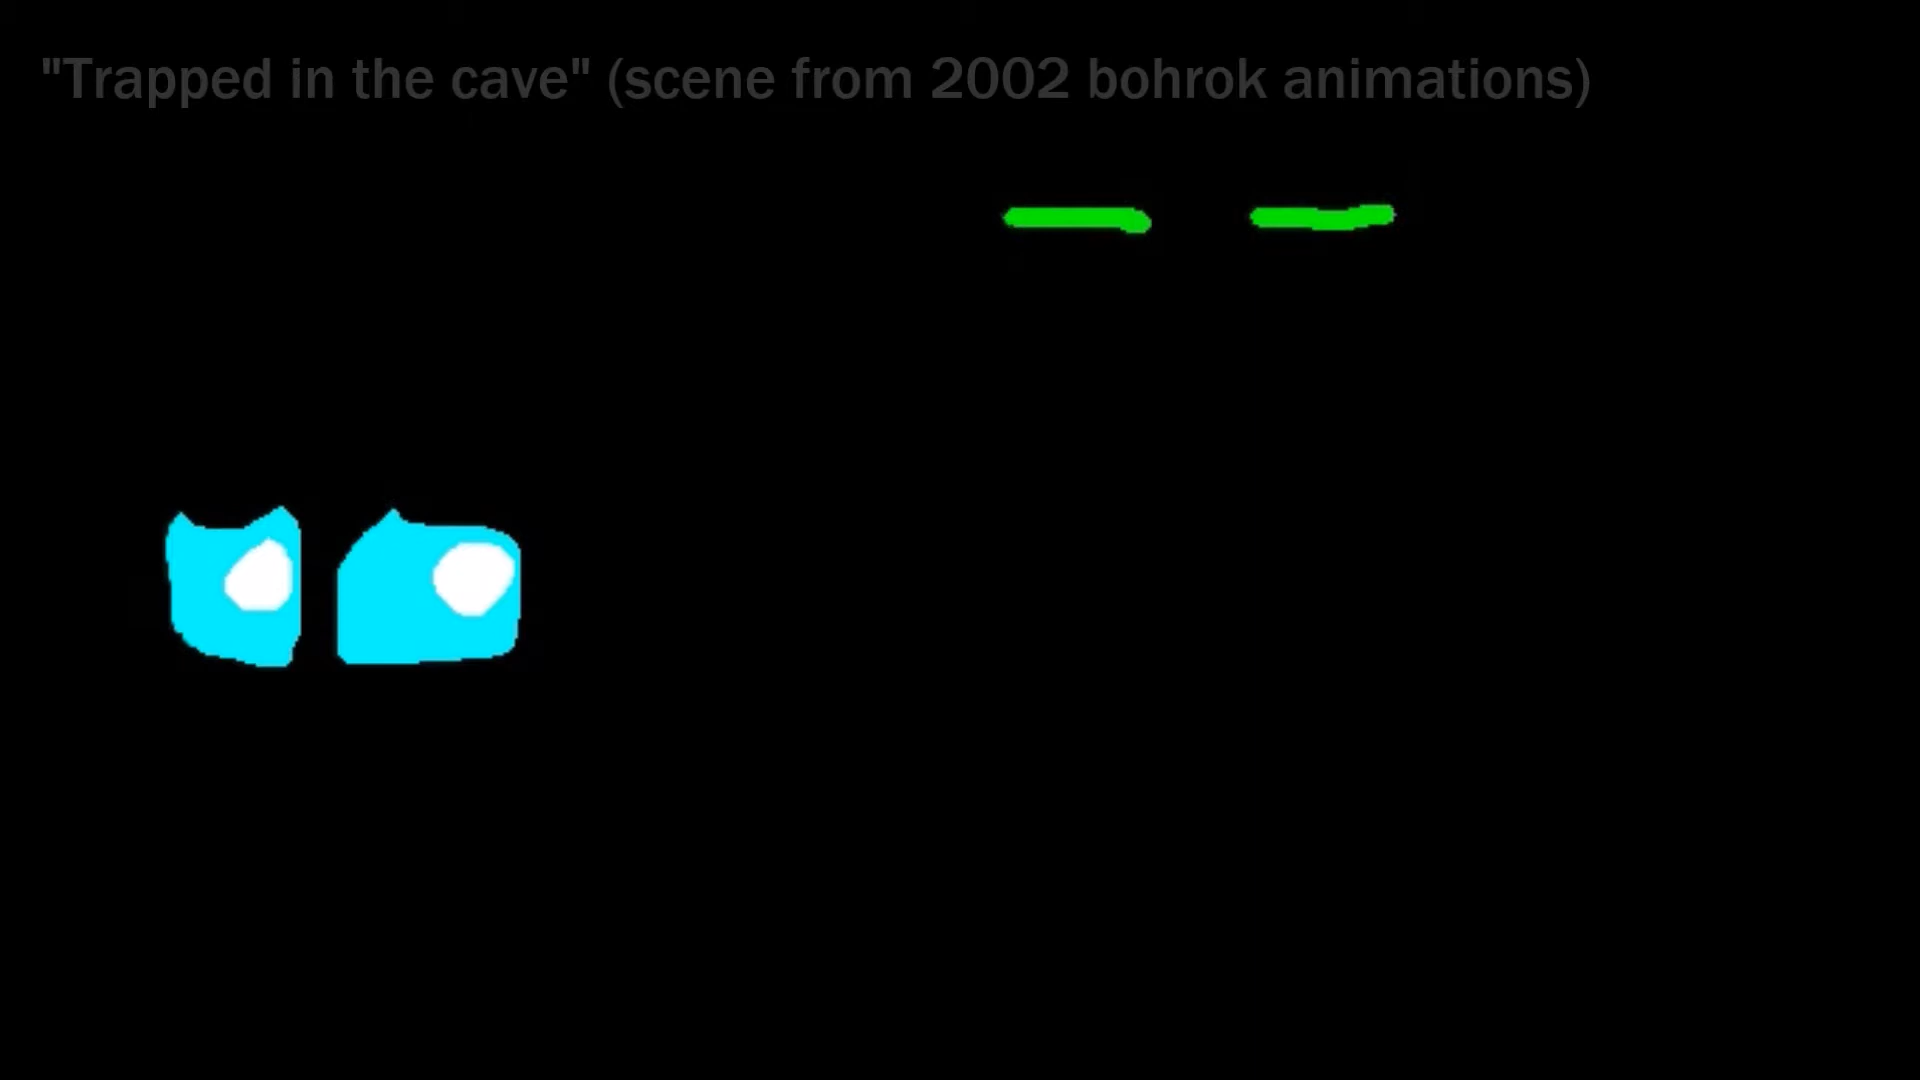 "Trapped in the cave" (scene from 2002 bohrok animations)